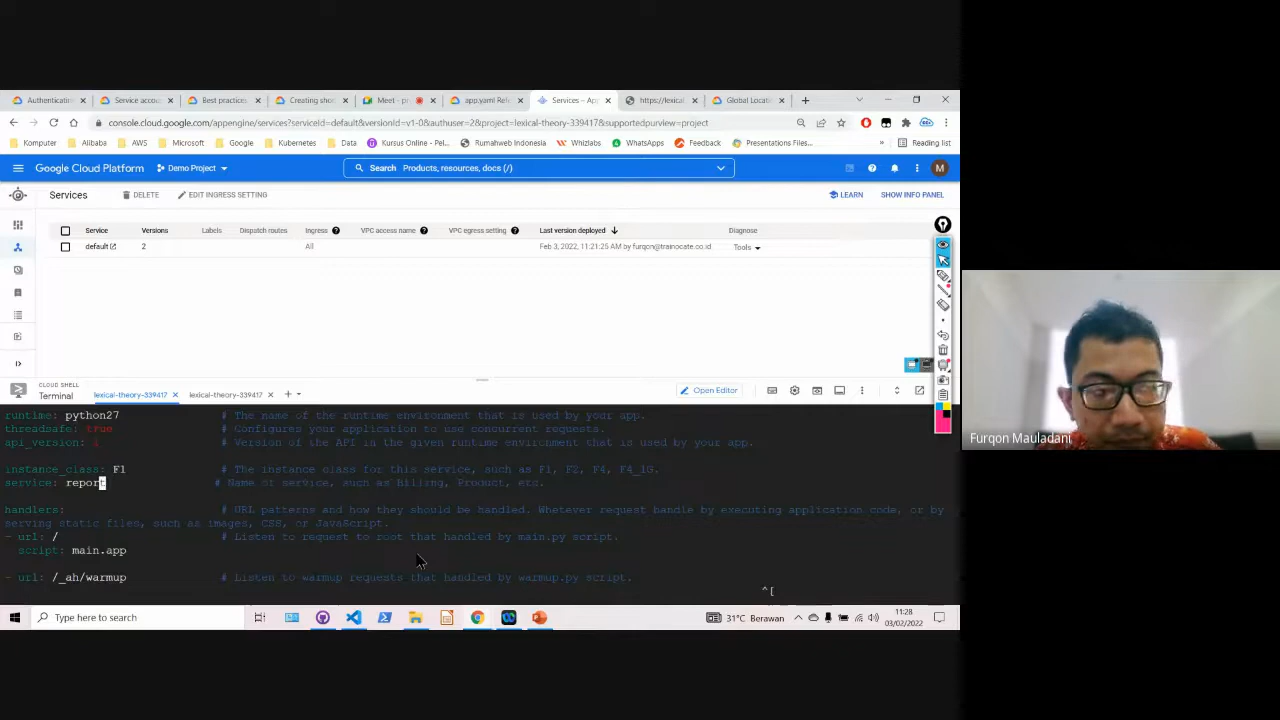 Authenticatin
Service accou
Best practice
Creating sho
Meet - pr
app.yaml Ref
Services – Ap
https://lexical
Global Locati
console.cloud.google.com/appengine/services?serviceId=default&versionId=v1-0&authuser=2&project=lexical-theory-339417&supportedpurview=project
Komputer
Alibaba
AWS
Microsoft
Google
Kubernetes
Data
Kursus Online - Pel...
Rumahweb Indonesia
Whizlabs
WhatsApps
Feedback
Presentations Files...
»
Reading list
Google Cloud Platform
Demo Project
Search Products, resources, docs (/)
M
Services
DELETE
EDIT INGRESS SETTING
LEARN
SHOW INFO PANEL
Service Versions Labels Dispatch routes Ingress VPC access name VPC egress setting Last version deployed Diagnose
default 2 All Feb 3, 2022, 11:21:25 AM by furqon@trainocate.co.id Tools
CLOUD SHELL
Terminal
lexical-theory-339417
lexical-theory-339417
Open Editor
runtime: python27 # The name of the runtime environment that is used by your app.
threadsafe: true # Configures your application to use concurrent requests.
api_version: 1 # Version of the API in the given runtime environment that is used by your app.
instance_class: F1 # The instance class for this service, such as F1, F2, F4, F4_1G.
service: report # Name of service, such as Billing, Product, etc.
handlers: # URL patterns and how they should be handled. Whetever request handle by executing application code, or by
serving static files, such as images, CSS, or JavaScript.
- url: / # Listen to request to root that handled by main.py script.
script: main.app
- url: /_ah/warmup # Listen to warmup requests that handled by warmup.py script.
^[
Type here to search
31°C Berawan
11:28
03/02/2022
Furqon Mauladani